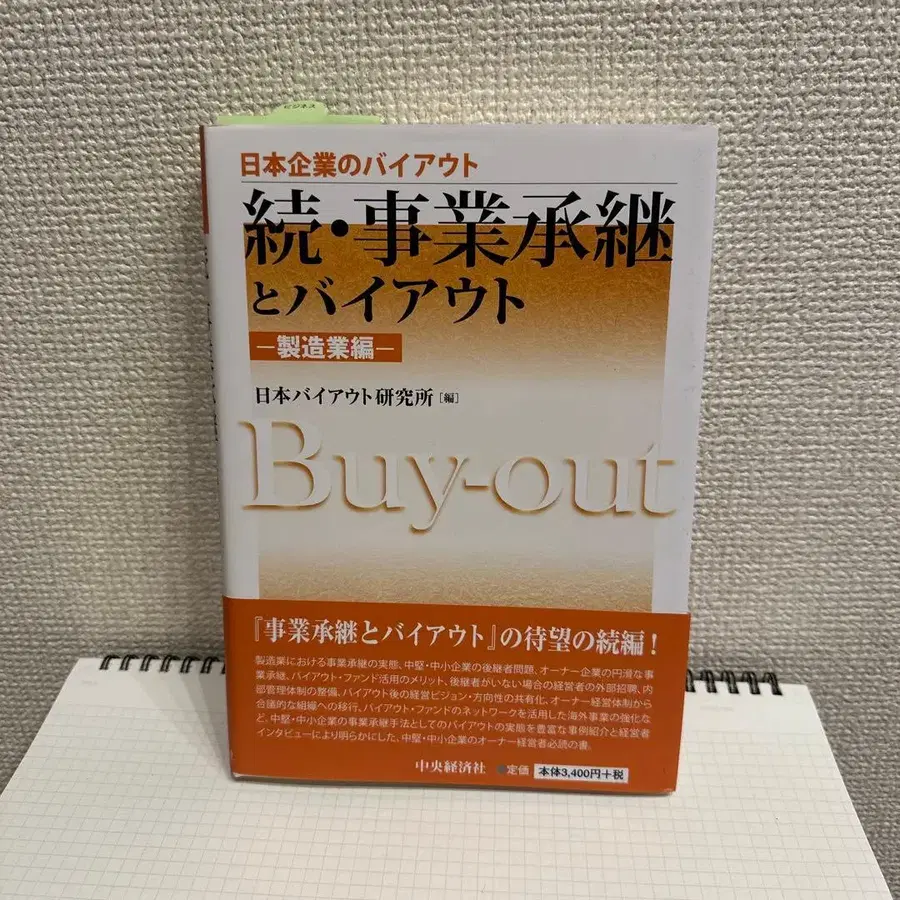 ビジネス
日本企業のバイアウト
続・事業承継
とバイアウト
―製造業編―
日本バイアウト研究所[編]
Buy-out
『事業承継とバイアウト』の待望の続編！
製造業における事業承継の実態、中堅・中小企業の後継者問題、オーナー企業の円滑な事
業承継、バイアウト・ファンド活用のメリット、後継者がいない場合の経営者の外部招聘、内
部管理体制の整備、バイアウト後の経営ビジョン・方向性の共有化、オーナー経営体制から
合議的な組織への移行、バイアウト・ファンドのネットワークを活用した海外事業の強化な
ど、中堅・中小企業の事業承継手法としてのバイアウトの実態を豊富な事例紹介と経営者
インタビューにより明らかにした、中堅・中小企業のオーナー経営者必読の書。
中央経済社 ●定価 本体3,400円+税